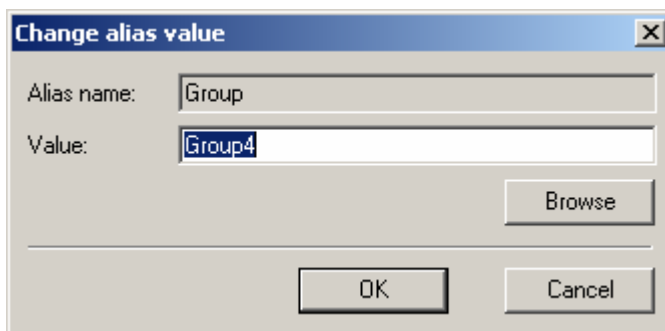 Change alias value
Alias name: Group
Value: Group4
Browse
OK Cancel